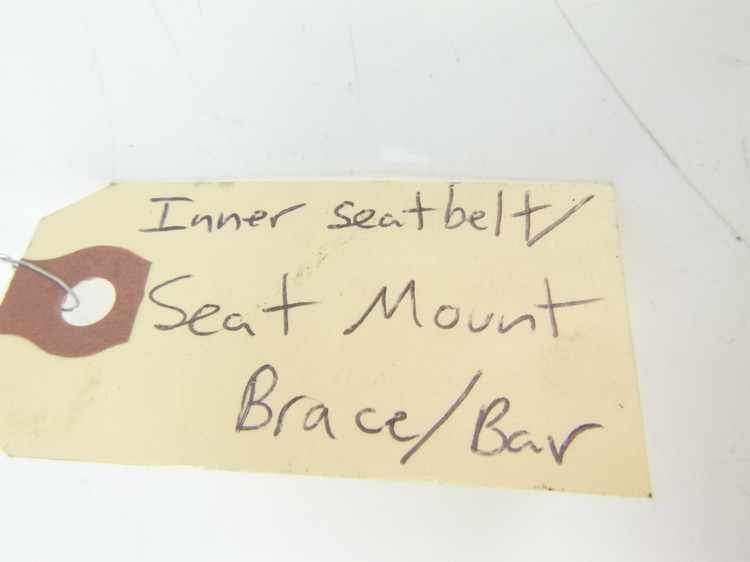 Inner seatbelt/
Seat Mount
Brace/Bar